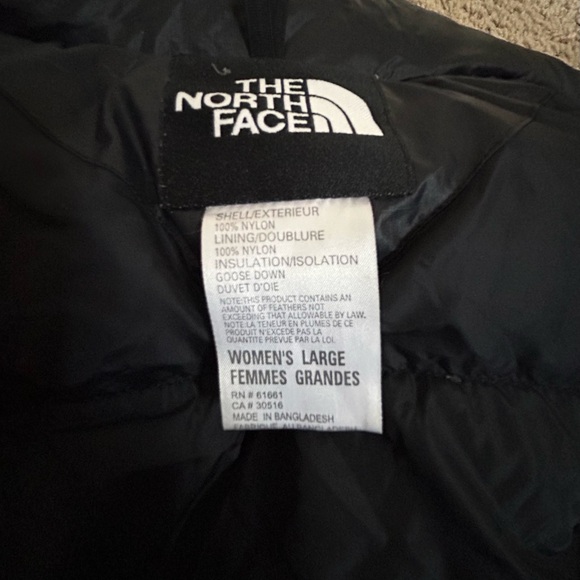 THE
NORTH
FACE
SHELL/EXTERIEUR
100% NYLON
LINING/DOUBLURE
100% NYLON
INSULATION/ISOLATION
GOOSE DOWN
DUVET D'OIE
NOTE:THIS PRODUCT CONTAINS AN
AMOUNT OF FEATHERS NOT
EXCEEDING THAT ALLOWABLE BY LAW.
NOTE:LA TENEUR EN PLUMES DE CE
PRODUIT N'EXCEDE PAS LA
QUANTITE PREVUE PAR LA LOI.
WOMEN'S LARGE
FEMMES GRANDES
RN # 61661
CA # 30516
MADE IN BANGLADESH
FABRIQUE AU BANGLADESH